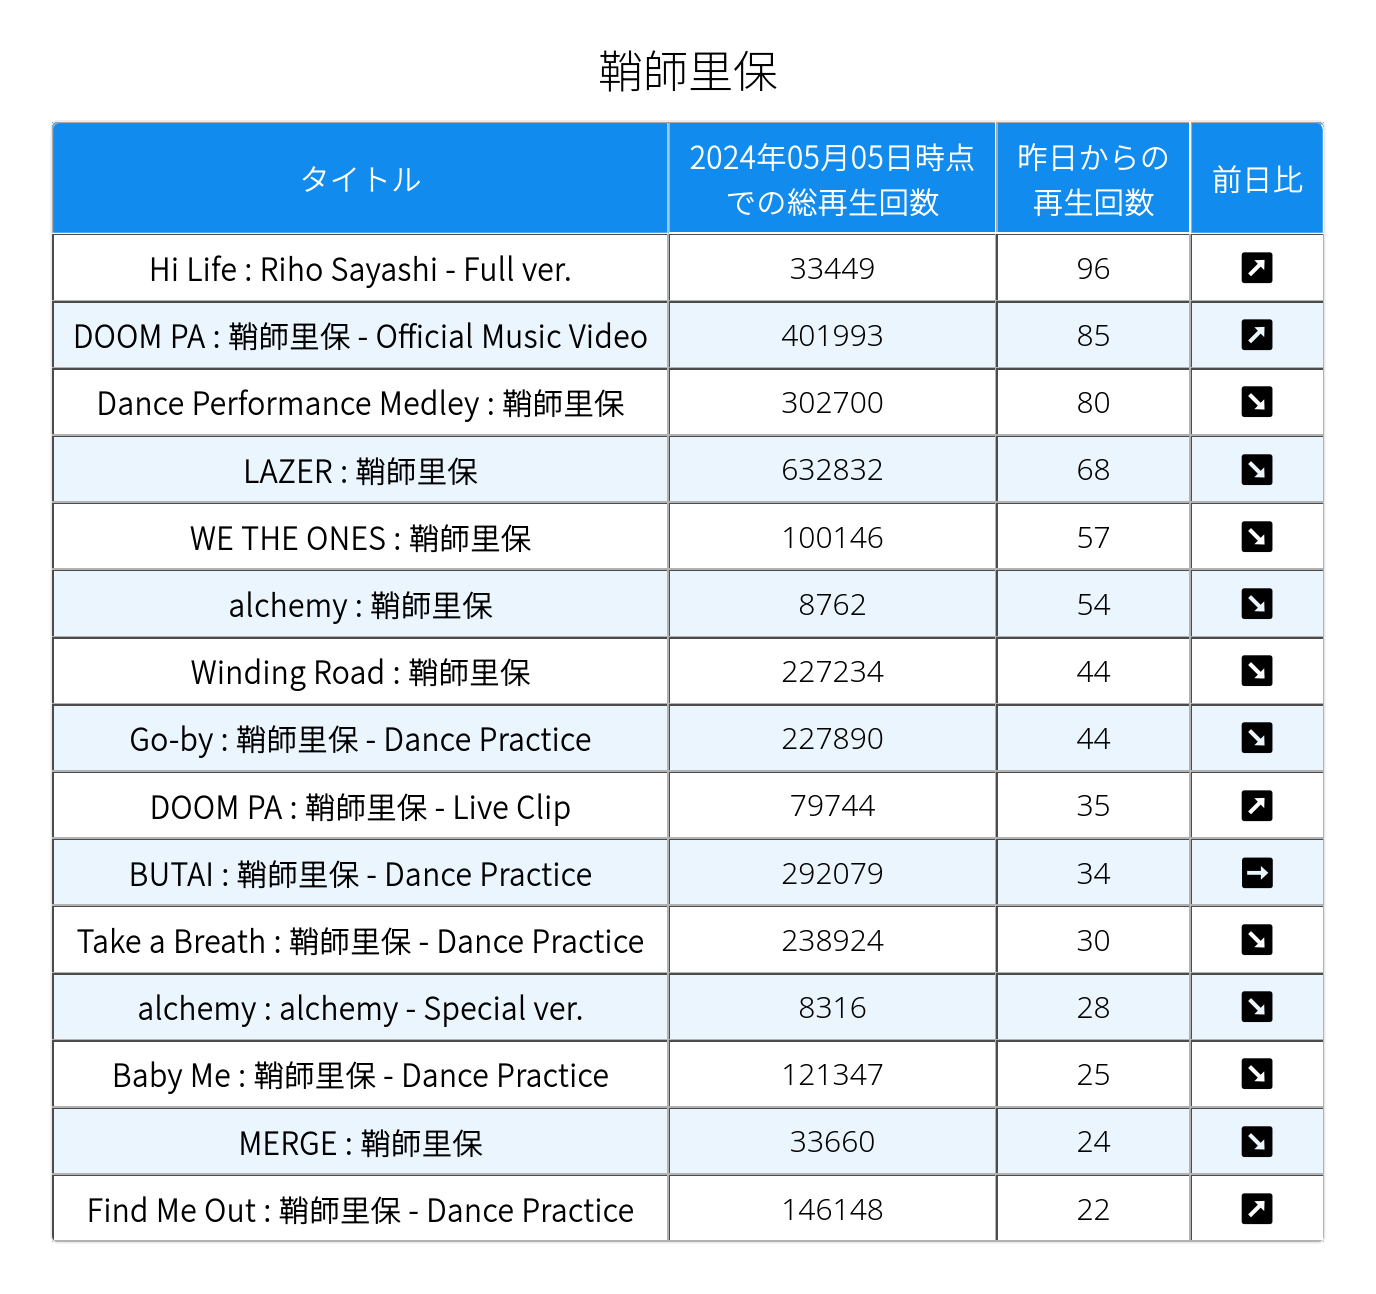 鞘師里保
タイトル 2024年05月05日時点での総再生回数 昨日からの再生回数 前日比
Hi Life : Riho Sayashi - Full ver. 33449 96 ↗
DOOM PA : 鞘師里保 - Official Music Video 401993 85 ↗
Dance Performance Medley : 鞘師里保 302700 80 ↘
LAZER : 鞘師里保 632832 68 ↘
WE THE ONES : 鞘師里保 100146 57 ↘
alchemy : 鞘師里保 8762 54 ↘
Winding Road : 鞘師里保 227234 44 ↘
Go-by : 鞘師里保 - Dance Practice 227890 44 ↘
DOOM PA : 鞘師里保 - Live Clip 79744 35 ↗
BUTAI : 鞘師里保 - Dance Practice 292079 34 →
Take a Breath : 鞘師里保 - Dance Practice 238924 30 ↘
alchemy : alchemy - Special ver. 8316 28 ↘
Baby Me : 鞘師里保 - Dance Practice 121347 25 ↘
MERGE : 鞘師里保 33660 24 ↘
Find Me Out : 鞘師里保 - Dance Practice 146148 22 ↗